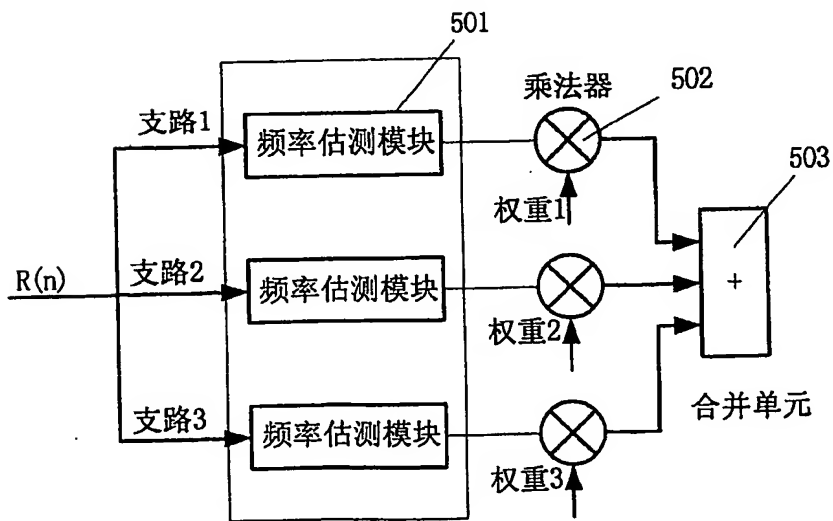 501
乘法器
502
支路1
频率估测模块
503
权重1
R(n)
支路2
频率估测模块
+
权重2
支路3
频率估测模块
合并单元
权重3